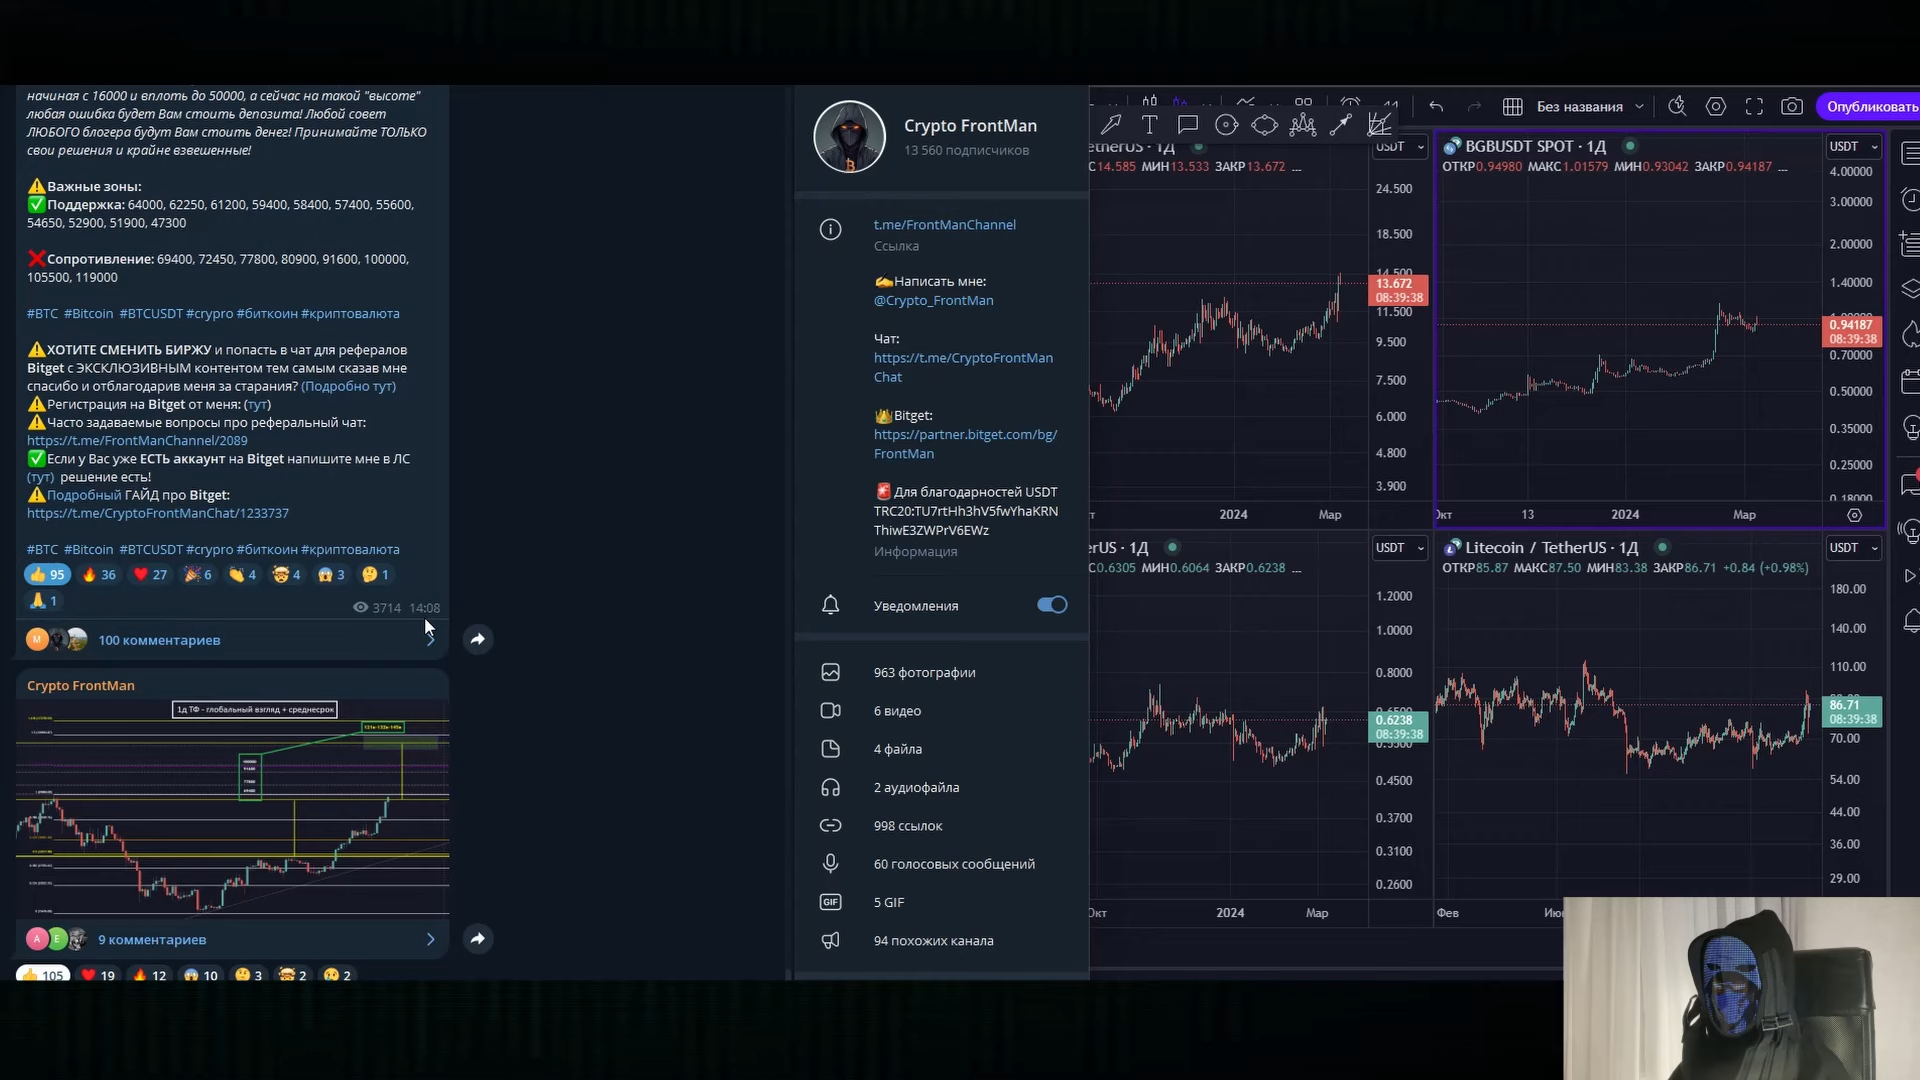 начиная с 16000 и вплоть до 50000, а сейчас на такой "высоте"
любая ошибка будет Вам стоить депозита! Любой совет
ЛЮБОГО блогера будут Вам стоить денег! Принимайте ТОЛЬКО
свои решения и крайне взвешенные!
⚠️Важные зоны:
✅Поддержка: 64000, 62250, 61200, 59400, 58400, 57400, 55600,
54650, 52900, 51900, 47300
❌Сопротивление: 69400, 72450, 77800, 80900, 91600, 100000,
105500, 119000
#BTC #Bitcoin #BTCUSDT #crypro #биткоин #криптовалюта
⚠️ХОТИТЕ СМЕНИТЬ БИРЖУ и попасть в чат для рефералов
Bitget с ЭКСКЛЮЗИВНЫМ контентом тем самым сказав мне
спасибо и отблагодарив меня за старания? (Подробно тут)
⚠️Регистрация на Bitget от меня: (тут)
⚠️Часто задаваемые вопросы про реферальный чат:
https://t.me/FrontManChannel/2089
✅Если у Вас уже ЕСТЬ аккаунт на Bitget напишите мне в ЛС
(тут) решение есть!
⚠️Подробный ГАЙД про Bitget:
https://t.me/CryptoFrontManChat/1233737
#BTC #Bitcoin #BTCUSDT #crypro #биткоин #криптовалюта
👍 95 🔥 36 ❤️ 27 🎉 6 👏 4 🤯 4 😱 3 🤔 1
🙏 1
3714 14:08
M
100 комментариев
Crypto FrontMan
1д ТФ - глобальный взгляд + среднесрок
A E
9 комментариев
👍 105 ❤️ 19 🔥 12 😱 10 🤔 3 🤯 2 😢 2
Crypto FrontMan
13 560 подписчиков
t.me/FrontManChannel
Ссылка
✍️Написать мне:
@Crypto_FrontMan
Чат:
https://t.me/CryptoFrontMan
Chat
👑Bitget:
https://partner.bitget.com/bg/
FrontMan
🚨Для благодарностей USDT
TRC20:TU7rtHh3hV5fwYhaKRN
ThiwE3ZWPrV6EWz
Информация
Уведомления
963 фотографии
6 видео
4 файла
2 аудиофайла
998 ссылок
60 голосовых сообщений
GIF
5 GIF
94 похожих канала
Без названия
Опубликовать
etherUS · 1Д
USDT
С14.585 МИН13.533 ЗАКР13.672 ...
24.500
18.500
14.500
13.672
08:39:38
11.500
9.500
7.500
6.000
4.800
3.900
2024
Мар
BGBUSDT SPOT · 1Д
USDT
ОТКР0.94980 МАКС1.01579 МИН0.93042 ЗАКР0.94187 ...
4.00000
3.00000
2.00000
1.40000
0.94187
08:39:38
0.70000
0.50000
0.35000
0.25000
0.18000
Окт
13
2024
Мар
erUS · 1Д
USDT
С0.6305 МИН0.6064 ЗАКР0.6238 ...
1.2000
1.0000
0.8000
0.6238
08:39:38
0.4500
0.3700
0.3100
0.2600
Окт
2024
Мар
Litecoin / TetherUS · 1Д
USDT
ОТКР85.87 МАКС87.50 МИН83.38 ЗАКР86.71 +0.84 (+0.98%)
180.00
140.00
110.00
86.71
08:39:38
70.00
54.00
44.00
36.00
29.00
Фев